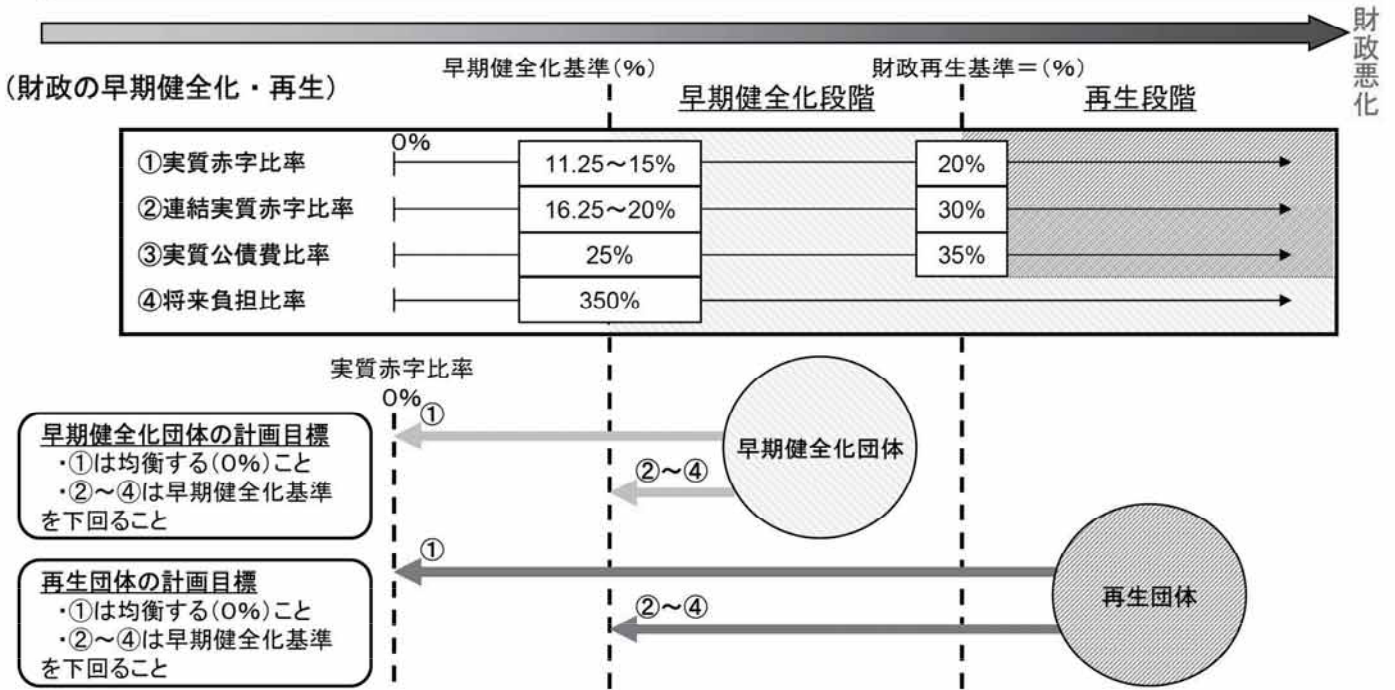 財政悪化
早期健全化基準(%)
財政再生基準＝(%)
(財政の早期健全化・再生)
早期健全化段階
再生段階
0%
①実質赤字比率
11.25～15%
20%
②連結実質赤字比率
16.25～20%
30%
③実質公債費比率
25%
35%
④将来負担比率
350%
実質赤字比率
0%
早期健全化団体の計画目標
・①は均衡する(0%)こと
・②～④は早期健全化基準
を下回ること
①
②～④
早期健全化団体
再生団体の計画目標
・①は均衡する(0%)こと
・②～④は早期健全化基準
を下回ること
①
②～④
再生団体